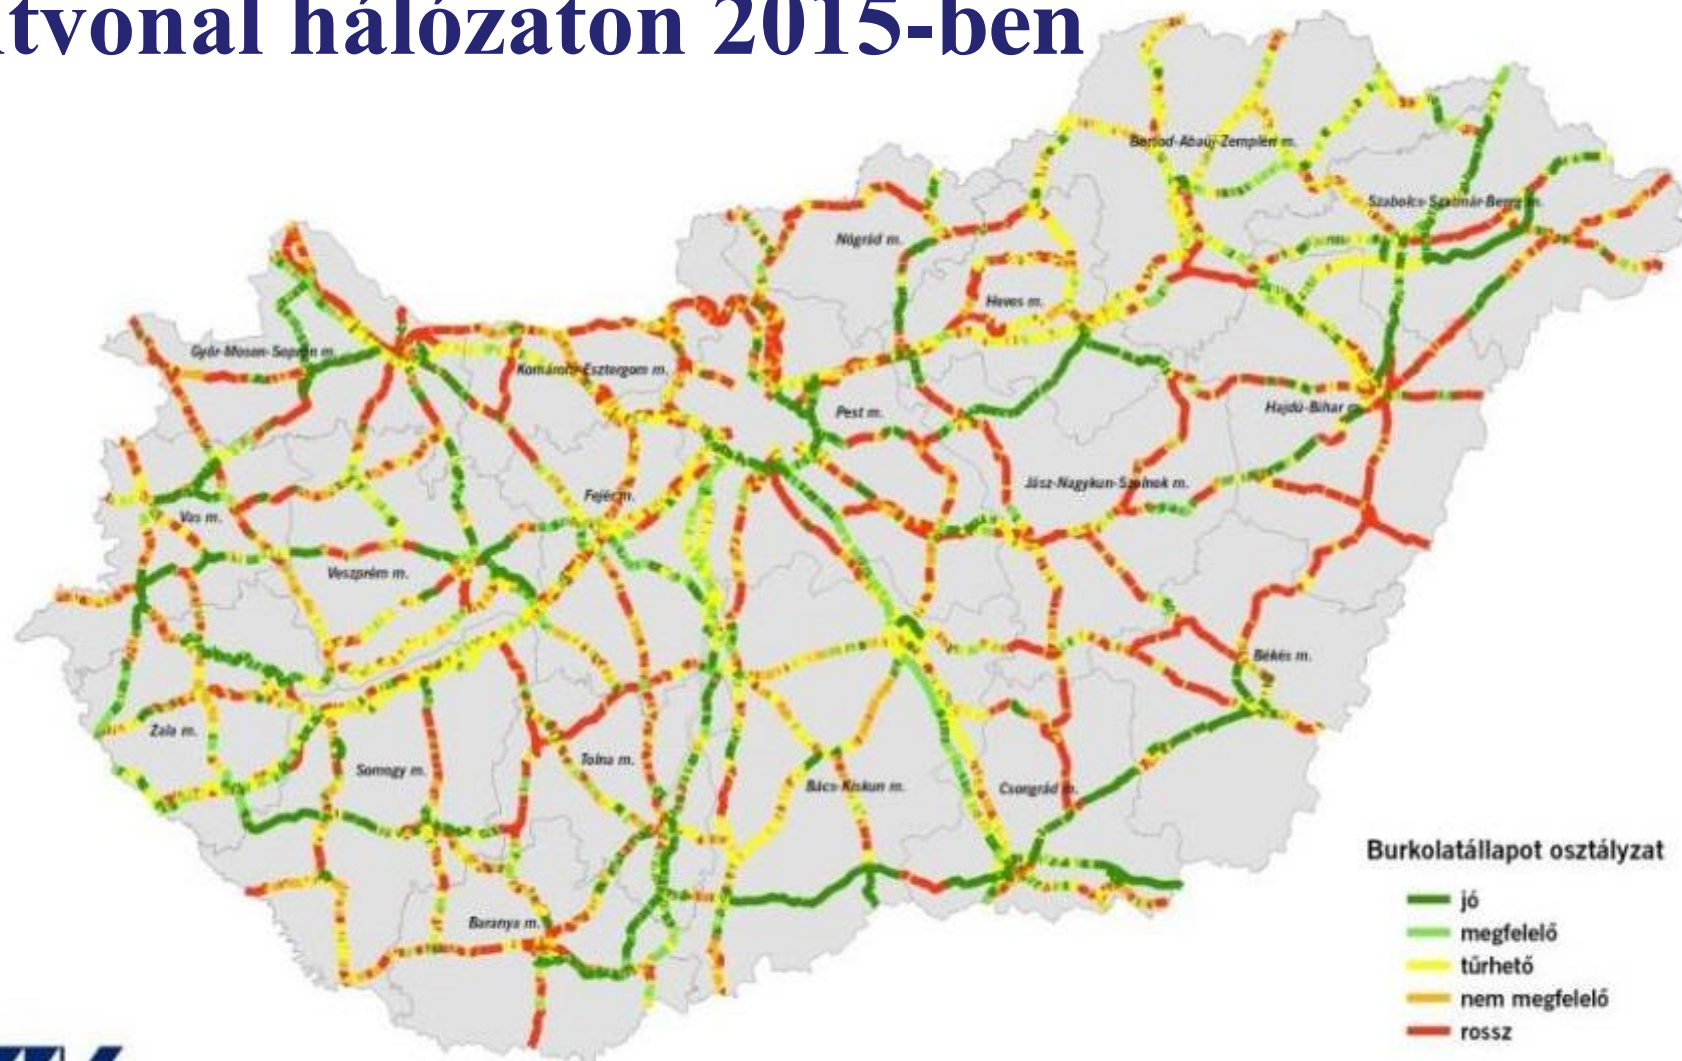 útvonal hálózaton 2015-ben
Borsod-Abaúj-Zemplén m.
Szabolcs-Szatmár-Bereg m.
Nógrád m.
Heves m.
Győr-Moson-Sopron m.
Komárom-Esztergom m.
Pest m.
Hajdú-Bihar m.
Jász-Nagykun-Szolnok m.
Fejér m.
Vas m.
Veszprém m.
Békés m.
Zala m.
Tolna m.
Somogy m.
Bács-Kiskun m.
Csongrád m.
Baranya m.
Burkolatállapot osztályzat
jó
megfelelő
tűrhető
nem megfelelő
rossz